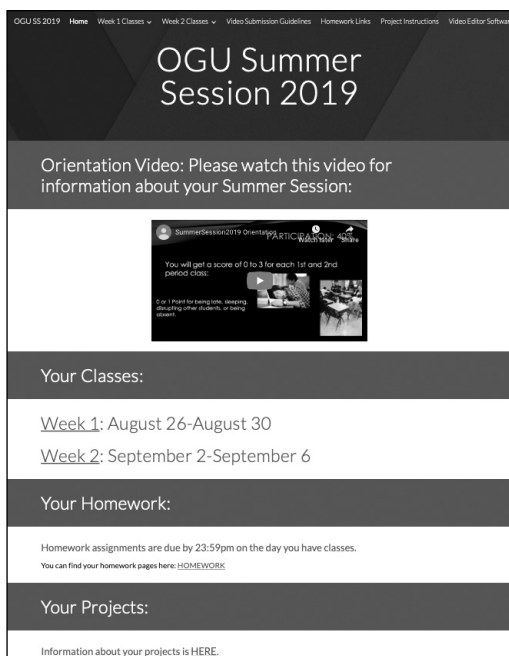 OGU SS 2019 Home Week 1 Classes Week 2 Classes Video Submission Guidelines Homework Links Project Instructions Video Editor Softwar
OGU Summer
Session 2019
Orientation Video: Please watch this video for
information about your Summer Session:
SummerSession2019 Orientation
PARTICIPATION: 40%
Watch later Share
You will get a score of 0 to 3 for each 1st and 2nd
period class:
0 or 1 Point for being late, sleeping,
disrupting other students, or being
absent.
Your Classes:
Week 1: August 26-August 30
Week 2: September 2-September 6
Your Homework:
Homework assignments are due by 23:59pm on the day you have classes.
You can find your homework pages here: HOMEWORK
Your Projects:
Information about your projects is HERE.